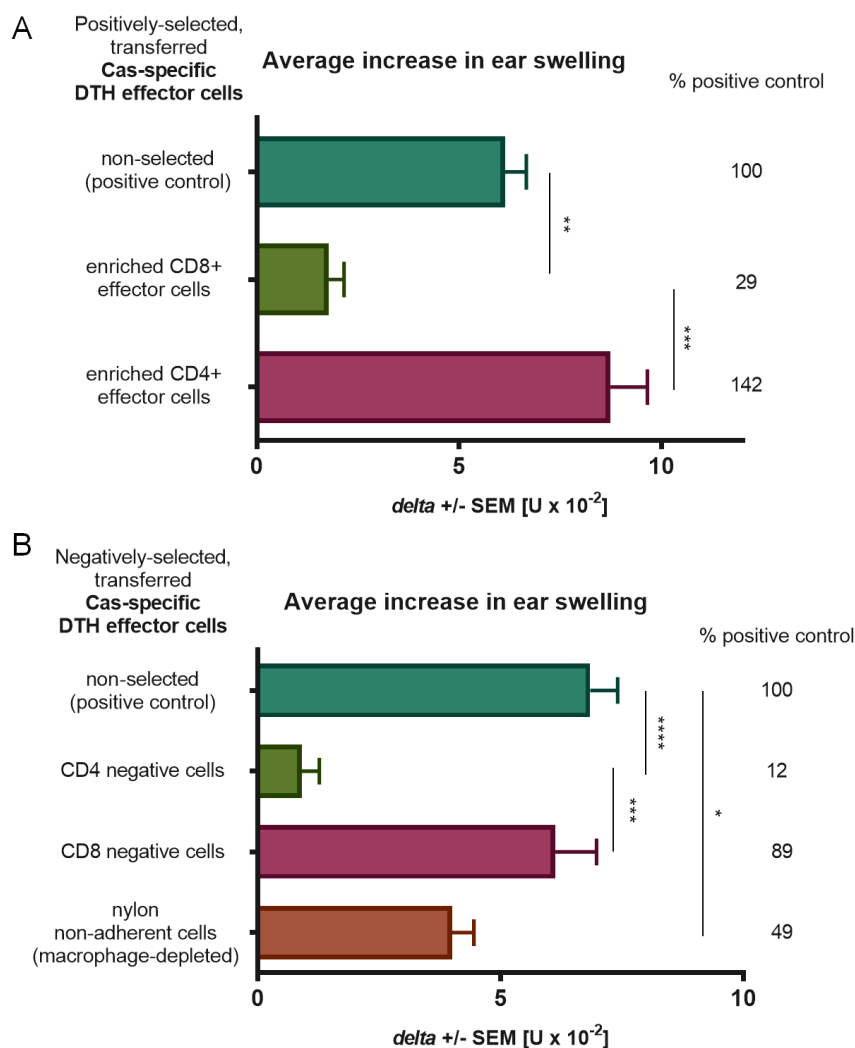 A
Positively-selected,
transferred
Cas-specific
DTH effector cells
Average increase in ear swelling
% positive control
non-selected
(positive control)
100
**
enriched CD8+
effector cells
29
***
enriched CD4+
effector cells
142
0 5 10
delta +/- SEM [U x 10-2]
B
Negatively-selected,
transferred
Cas-specific
DTH effector cells
Average increase in ear swelling
% positive control
non-selected
(positive control)
100
****
CD4 negative cells
12
***
*
CD8 negative cells
89
nylon
non-adherent cells
(macrophage-depleted)
49
0 5 10
delta +/- SEM [U x 10-2]